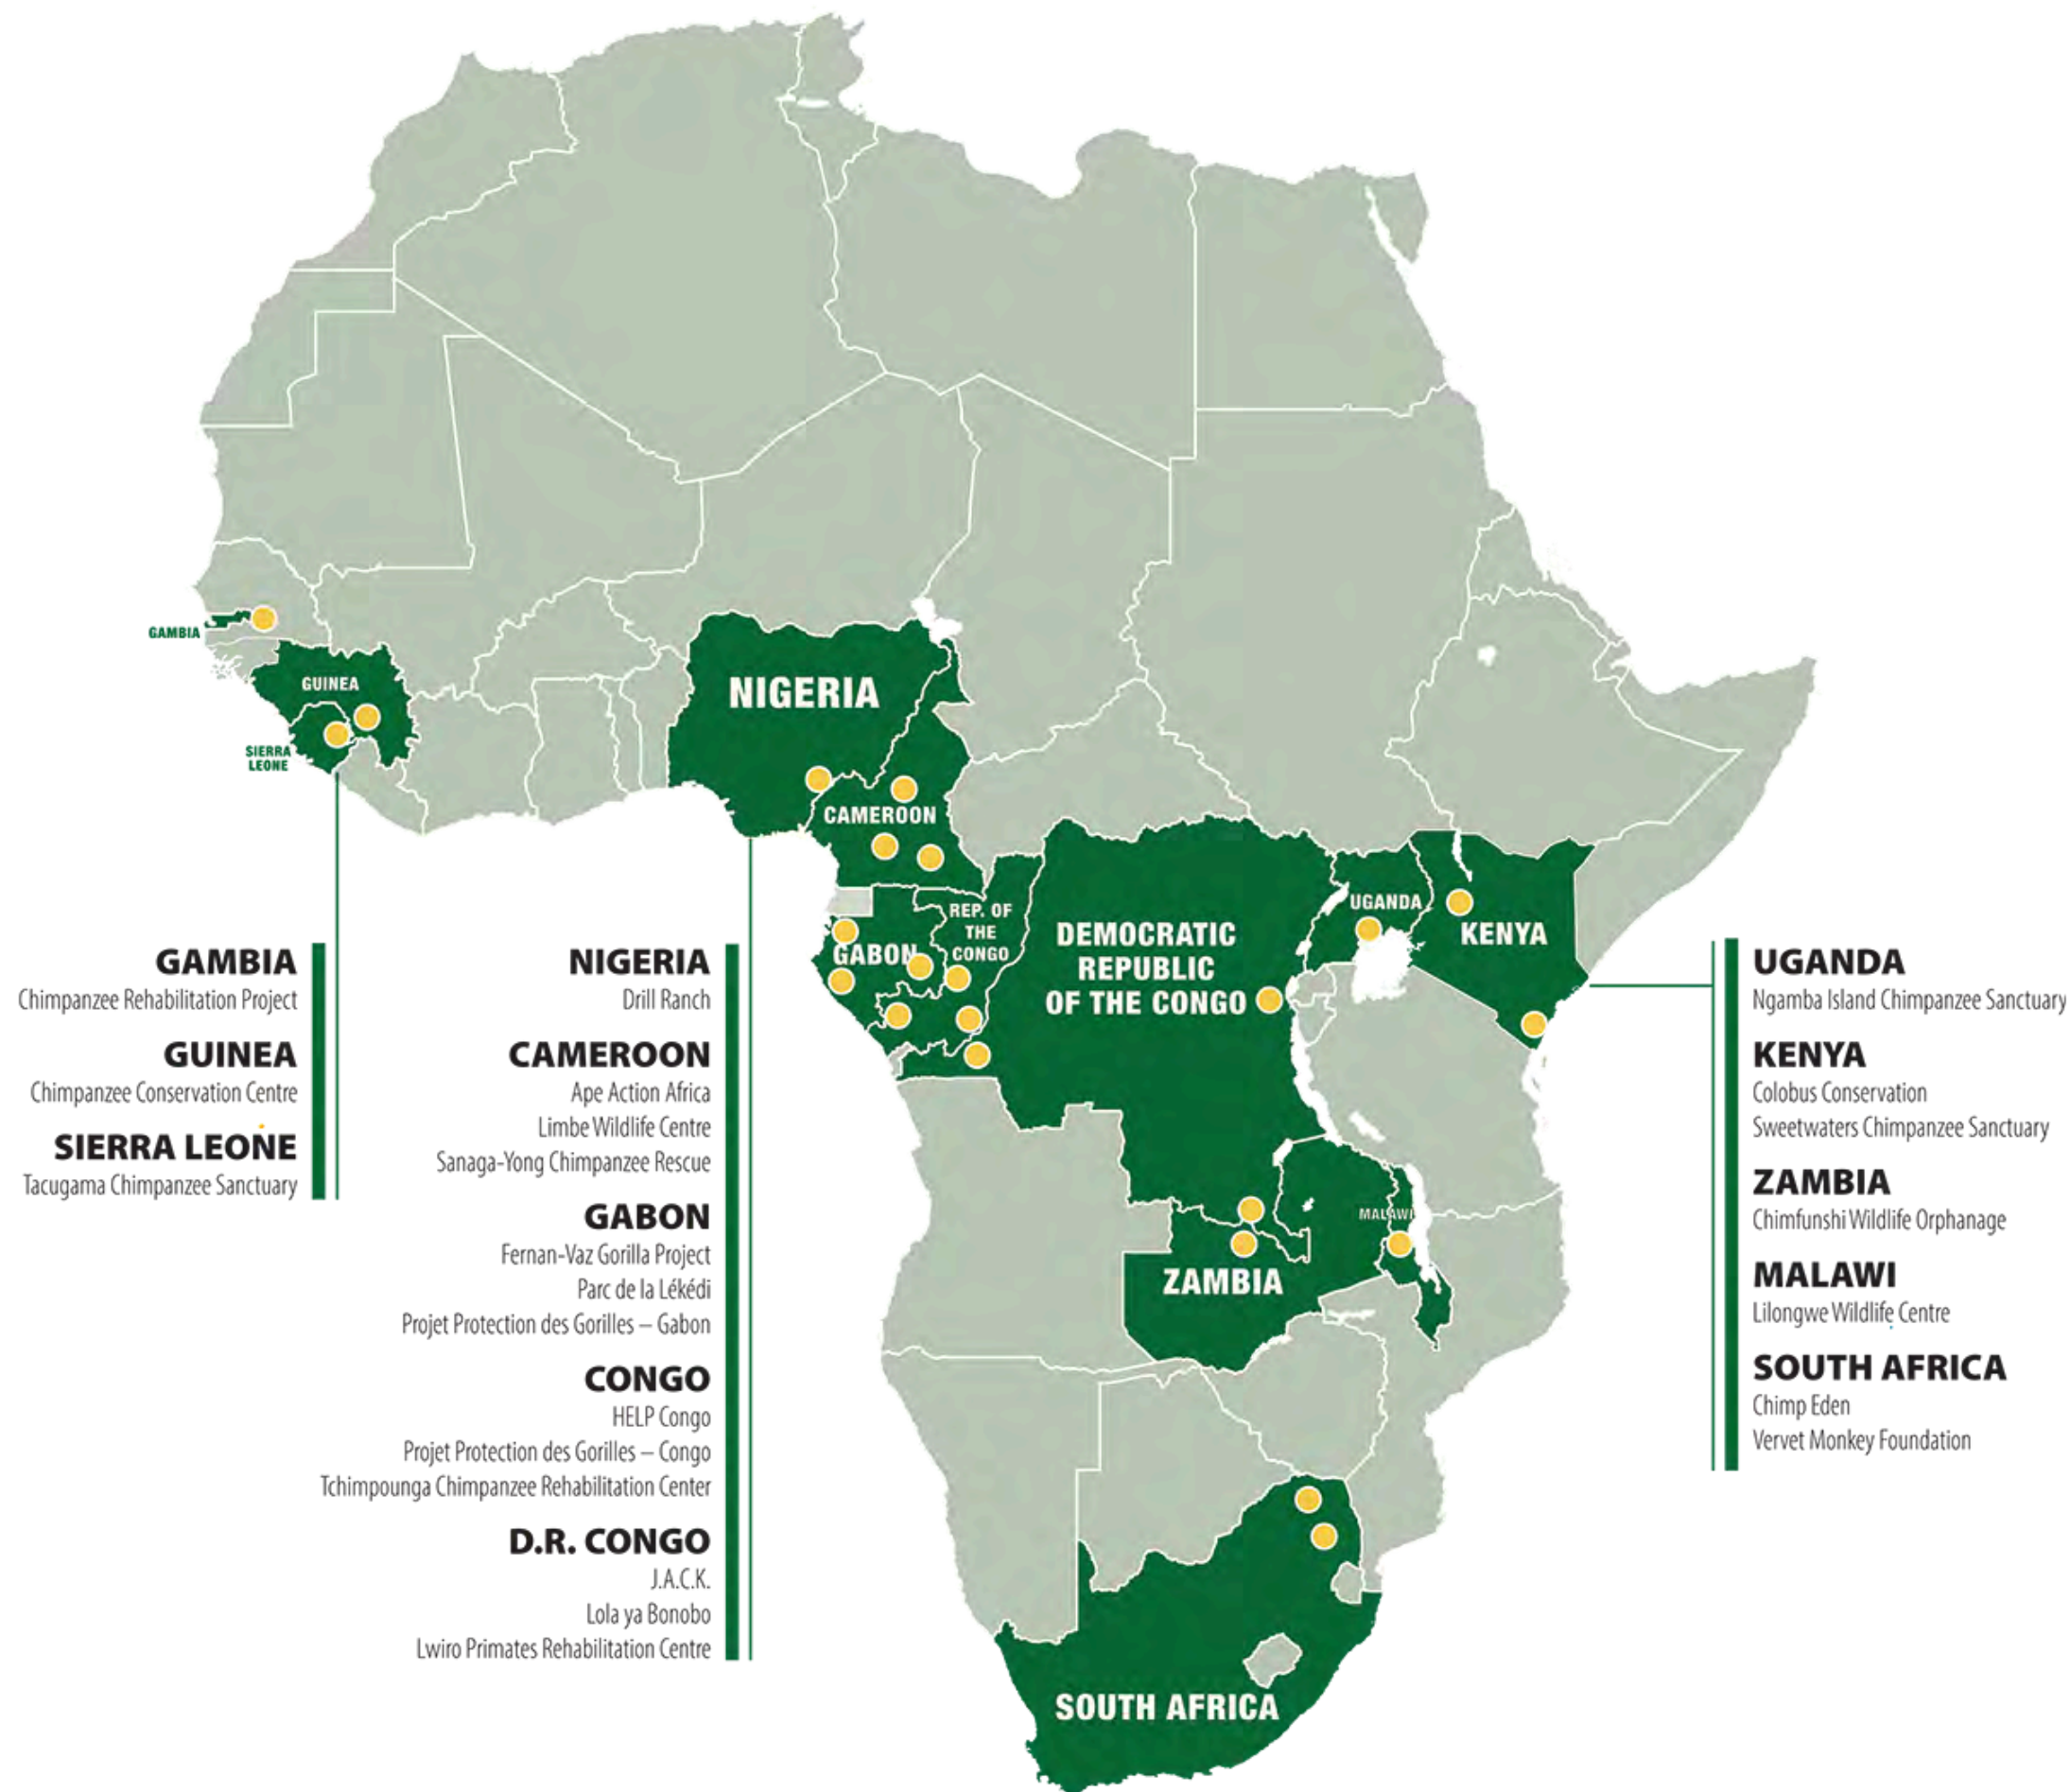 GAMBIA
GUINEA
SIERRA
LEONE
NIGERIA
CAMEROON
REP. OF
THE
CONGO
GABON
DEMOCRATIC
REPUBLIC
OF THE CONGO
UGANDA
KENYA
MALAWI
ZAMBIA
SOUTH AFRICA
GAMBIA
Chimpanzee Rehabilitation Project
GUINEA
Chimpanzee Conservation Centre
SIERRA LEONE
Tacugama Chimpanzee Sanctuary
NIGERIA
Drill Ranch
CAMEROON
Ape Action Africa
Limbe Wildlife Centre
Sanaga-Yong Chimpanzee Rescue
GABON
Fernan-Vaz Gorilla Project
Parc de la Lékédi
Projet Protection des Gorilles – Gabon
CONGO
HELP Congo
Projet Protection des Gorilles – Congo
Tchimpounga Chimpanzee Rehabilitation Center
D.R. CONGO
J.A.C.K.
Lola ya Bonobo
Lwiro Primates Rehabilitation Centre
UGANDA
Ngamba Island Chimpanzee Sanctuary
KENYA
Colobus Conservation
Sweetwaters Chimpanzee Sanctuary
ZAMBIA
Chimfunshi Wildlife Orphanage
MALAWI
Lilongwe Wildlife Centre
SOUTH AFRICA
Chimp Eden
Vervet Monkey Foundation